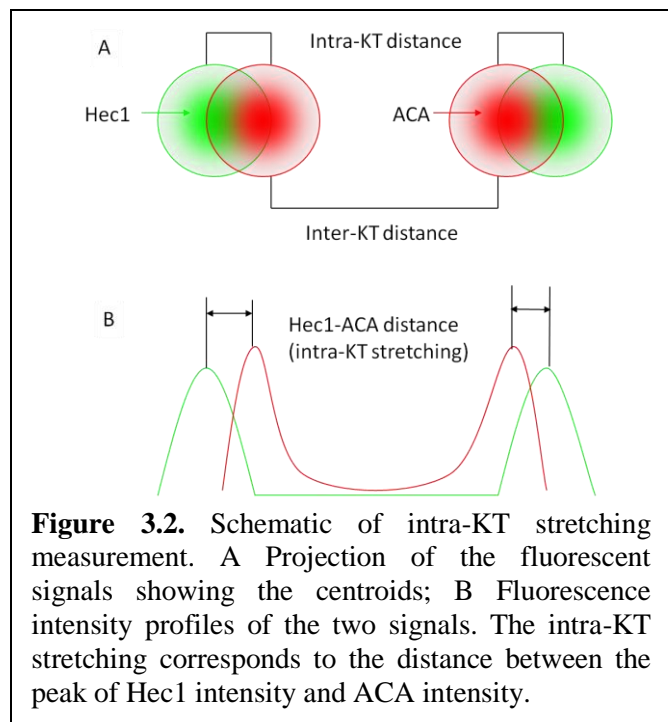 A
Intra-KT distance
Hec1
ACA
Inter-KT distance
B
Hec1-ACA distance
(intra-KT stretching)
Figure 3.2. Schematic of intra-KT stretching
measurement. A Projection of the fluorescent
signals showing the centroids; B Fluorescence
intensity profiles of the two signals. The intra-KT
stretching corresponds to the distance between the
peak of Hec1 intensity and ACA intensity.